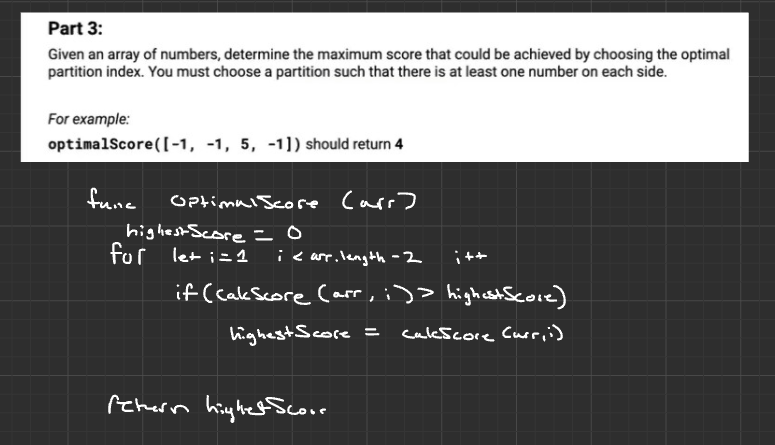 Part 3:
Given an array of numbers, determine the maximum score that could be achieved by choosing the optimal
partition index. You must choose a partition such that there is at least one number on each side.
For example:
optimalScore([-1, -1, 5, -1]) should return 4
func optimalScore (arr)
highestScore = 0
for let i=1 i < arr.length -2 i++
if (calcScore (arr, i) > highestScore)
highestScore = calcScore (arr,i)
return highestScore